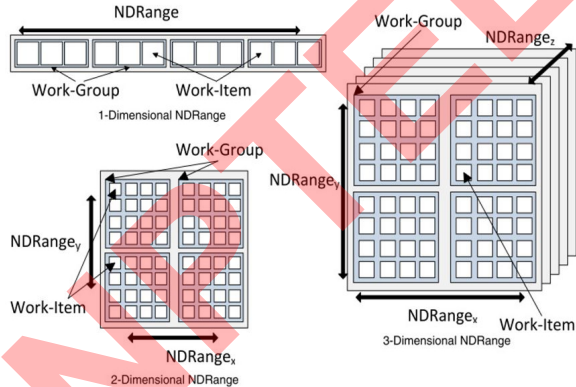 NDRange
Work-Group
Work-Item
1-Dimensional NDRange
Work-Group
NDRangey
Work-Item
NDRangex
2-Dimensional NDRange
Work-Group
NDRangez
NDRangey
NDRangex
Work-Item
3-Dimensional NDRange
NPTEL